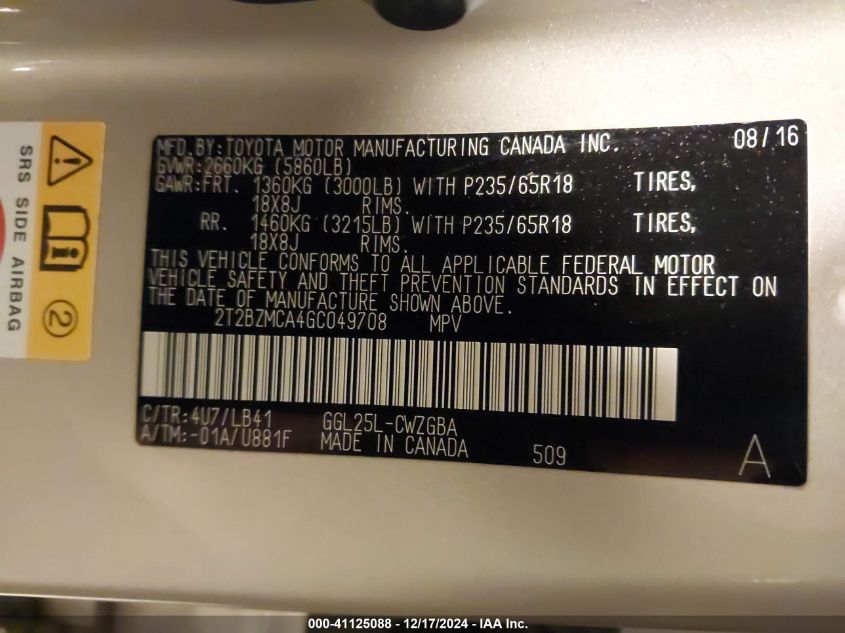 MFD.BY:TOYOTA MOTOR MANUFACTURING CANADA INC. 08/16
GVWR:2660KG (5860LB)
GAWR:FRT. 1360KG (3000LB) WITH P235/65R18 TIRES,
18X8J RIMS.
RR. 1460KG (3215LB) WITH P235/65R18 TIRES,
18X8J RIMS.
THIS VEHICLE CONFORMS TO ALL APPLICABLE FEDERAL MOTOR
VEHICLE SAFETY AND THEFT PREVENTION STANDARDS IN EFFECT ON
THE DATE OF MANUFACTURE SHOWN ABOVE.
2T2BZMCA4GC049708 MPV
C/TR:4U7/LB41 GGL25L-CWZGBA
A/TM:-01A/U881F MADE IN CANADA 509 A
SRS SIDE AIRBAG
2
000-41125088 - 12/17/2024 - IAA Inc.